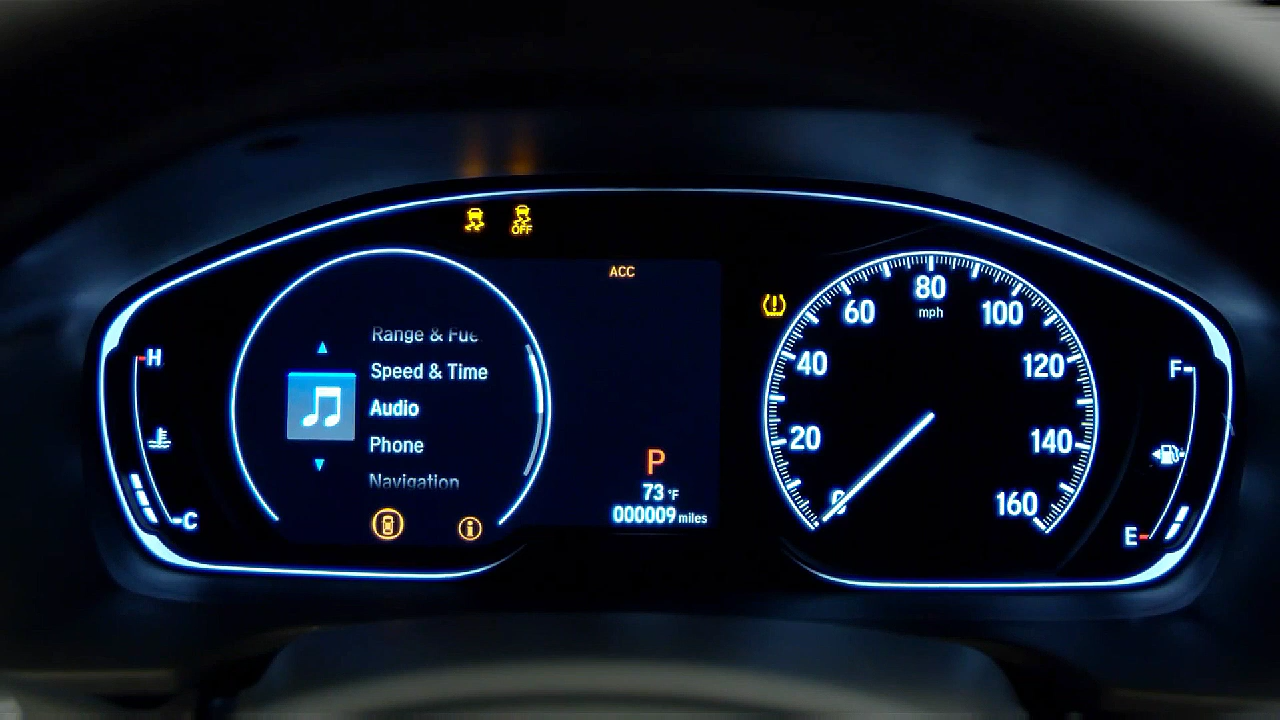 OFF
ACC
Range & Fue
Speed & Time
Audio
Phone
Navigation
H
C
P
73 °F
000009 miles
0
20
40
60
80
100
120
140
160
mph
F
E